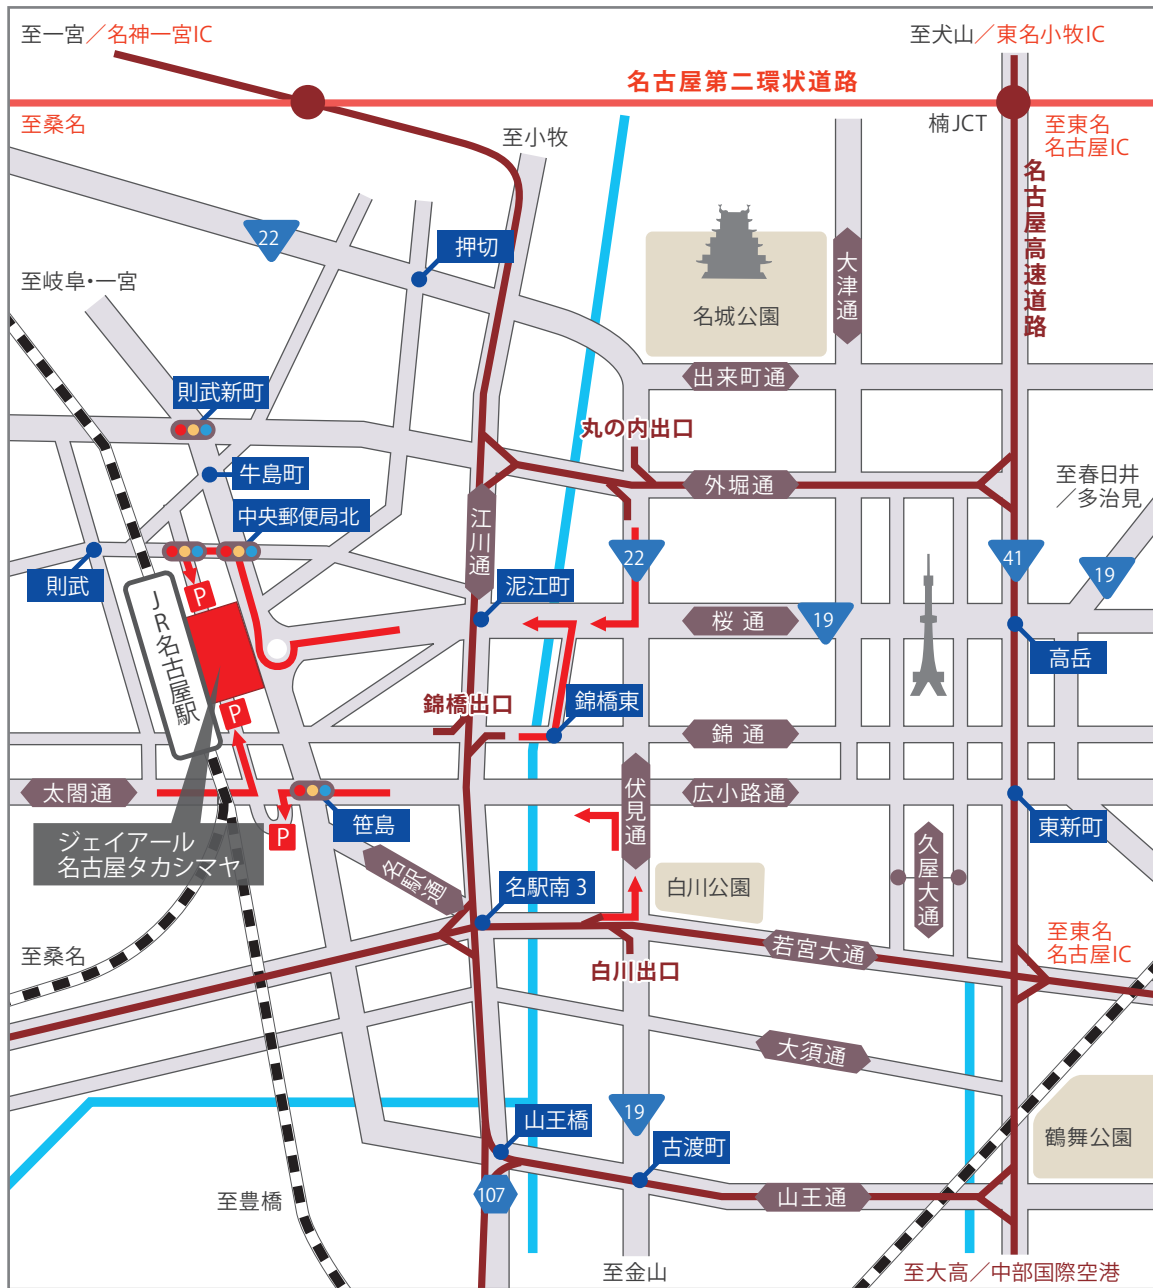 至一宮／名神一宮IC
至犬山／東名小牧IC
名古屋第二環状道路
至桑名
至小牧
楠JCT
至東名
名古屋IC
名古屋高速道路
22
押切
大津通
至岐阜・一宮
名城公園
出来町通
則武新町
丸の内出口
牛島町
外堀通
至春日井
／多治見
中央郵便局北
江川通
22
41
19
則武
P
泥江町
桜通
19
高岳
JR名古屋駅
錦橋出口
錦橋東
P
錦通
太閤通
伏見通
広小路通
笹島
P
東新町
ジェイアール
名古屋タカシマヤ
久屋大通
名駅通
名駅南3
白川公園
至桑名
若宮大通
至東名
名古屋IC
白川出口
大須通
山王橋
19
古渡町
鶴舞公園
107
至豊橋
山王通
至金山
至大高／中部国際空港